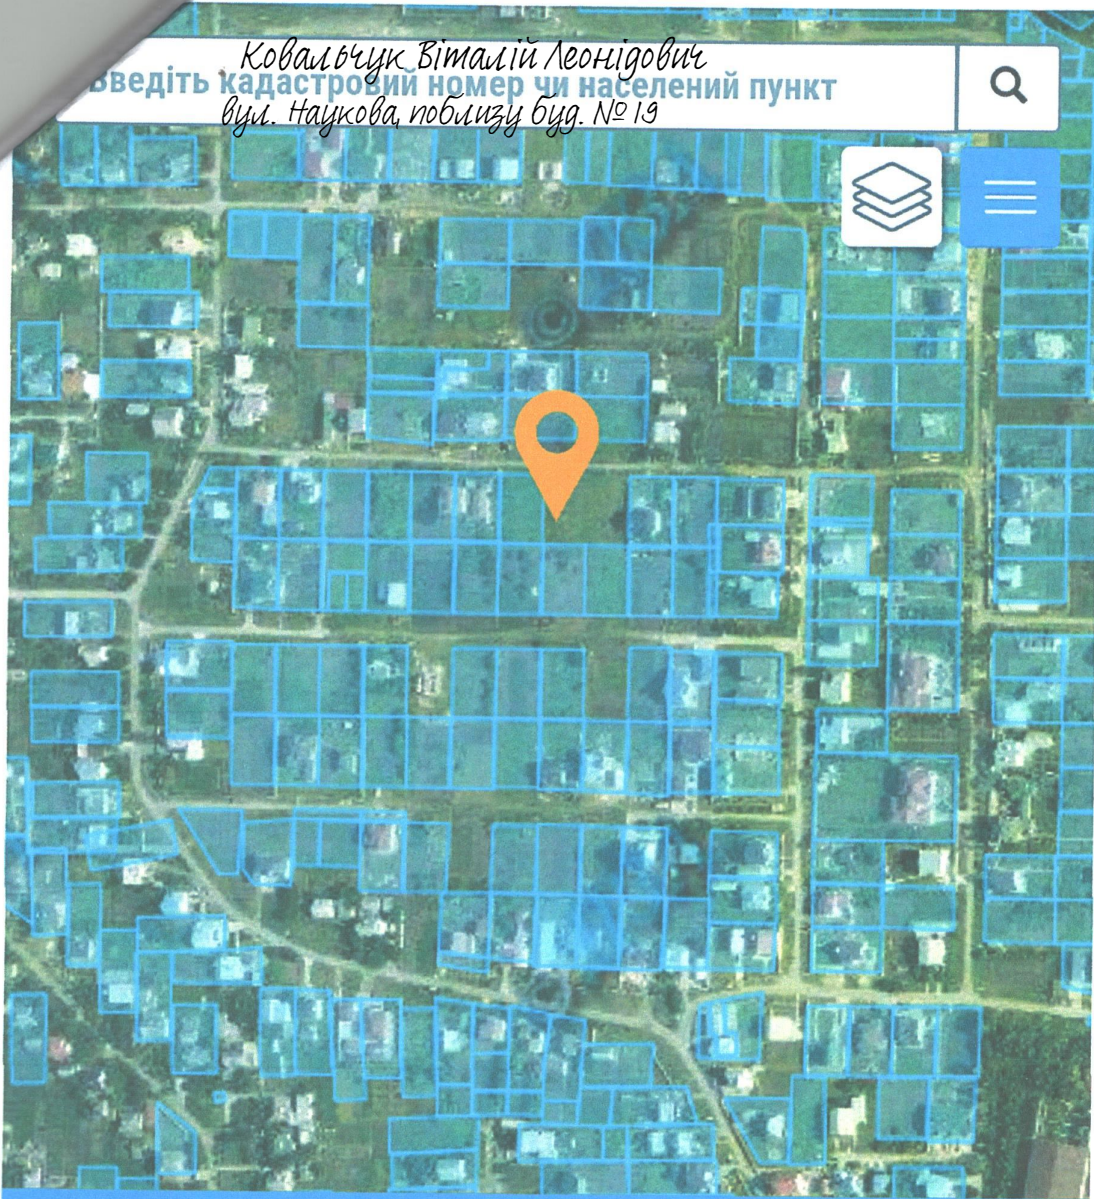 Ковальчук Віталій Леонідович
Введіть кадастровий номер чи населений пункт
вул. Наукова, поблизу буд. № 19